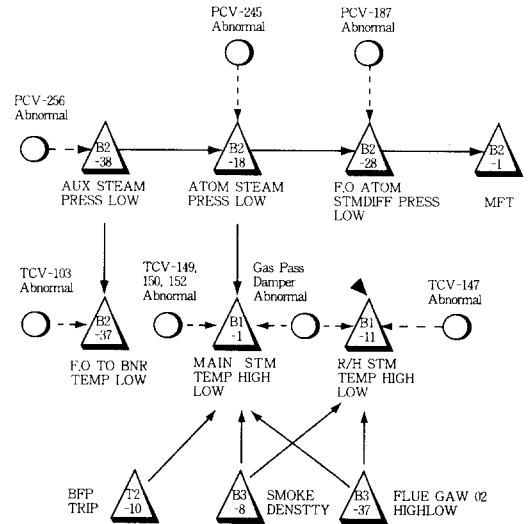 PCV-245
Abnormal
PCV-187
Abnormal
PCV-256
Abnormal
B2
-38
B2
-18
B2
-28
B2
-1
AUX STEAM
PRESS LOW
ATOM STEAM
PRESS LOW
F.O ATOM
STMDIFF PRESS
LOW
MFT
TCV-103
Abnormal
TCV-149,
150, 152
Abnormal
Gas Pass
Damper
Abnormal
TCV-147
Abnormal
B2
-37
B1
-1
B1
-11
F.O TO BNR
TEMP LOW
MAIN STM
TEMP HIGH
LOW
R/H STM
TEMP HIGH
LOW
BFP
TRIP
T2
-10
B3
-8
SMOKE
DENSTTY
B3
-37
FLUE GAW 02
HIGHLOW